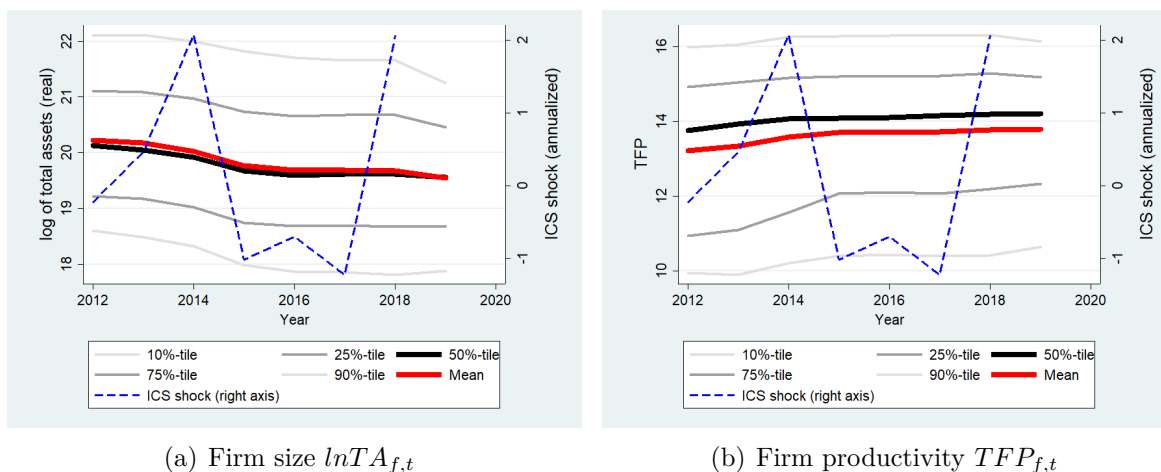 log of total assets (real)
22
21
20
19
18
2
1
0
-1
ICS shock (annualized)
2012 2014 2016 2018 2020
Year
10%-tile 25%-tile 50%-tile
75%-tile 90%-tile Mean
ICS shock (right axis)
(a) Firm size lnTA_{f,t}
TFP
16
14
12
10
2
1
0
-1
ICS shock (annualized)
2012 2014 2016 2018 2020
Year
10%-tile 25%-tile 50%-tile
75%-tile 90%-tile Mean
ICS shock (right axis)
(b) Firm productivity TFP_{f,t}